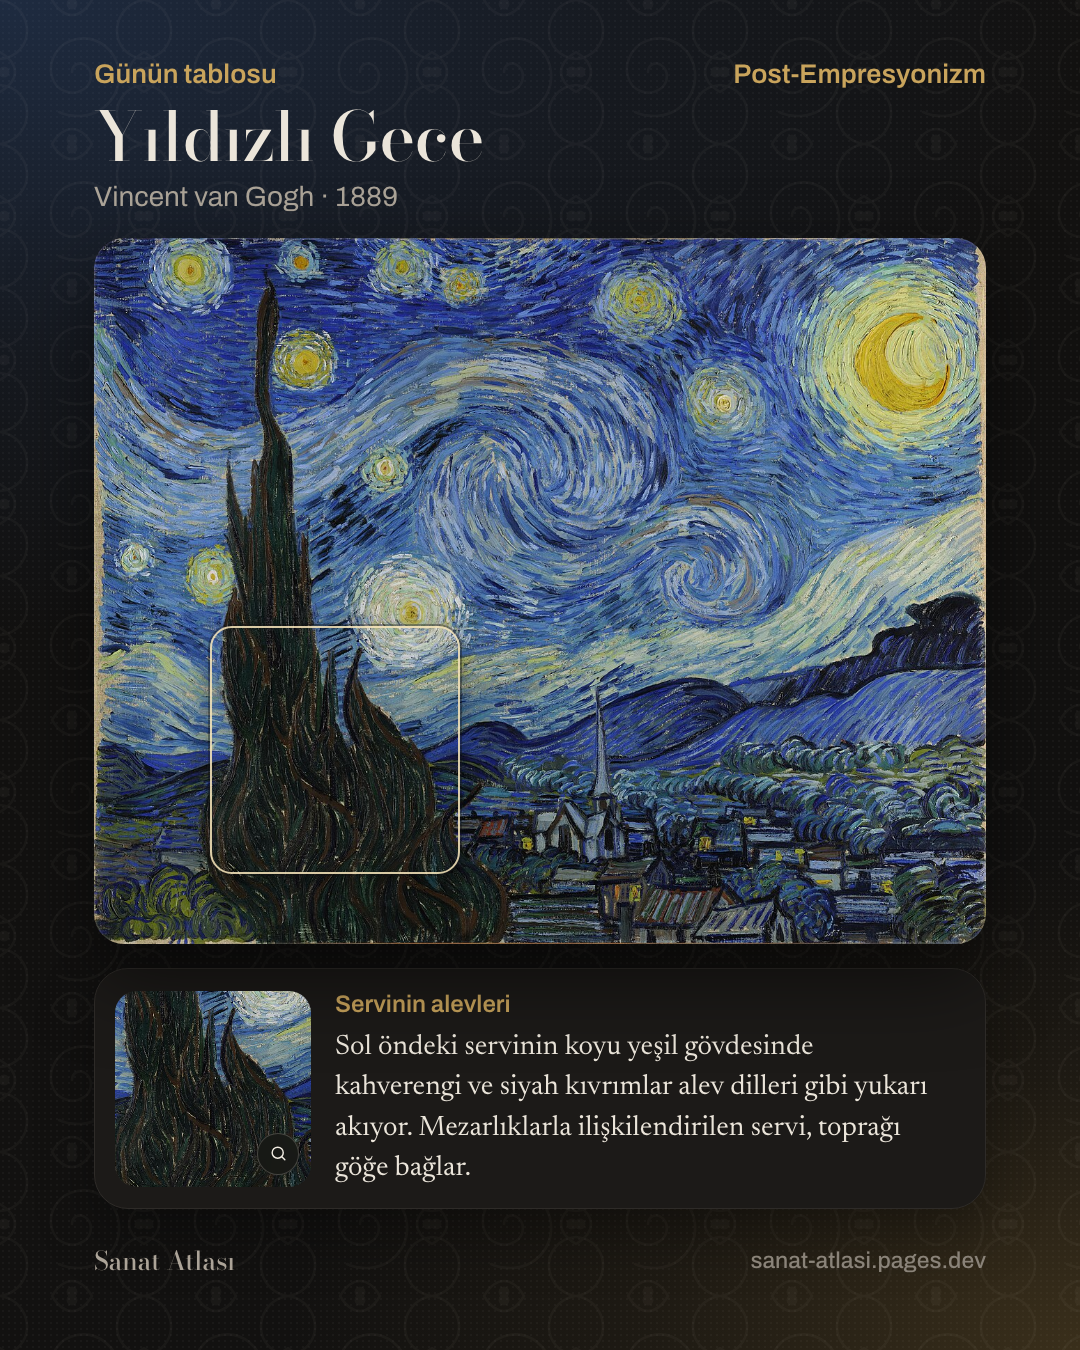 Günün tablosu
Post-Empresyonizm
Yıldızlı Gece
Vincent van Gogh · 1889
Servinin alevleri
Sol öndeki servinin koyu yeşil gövdesinde
kahverengi ve siyah kıvrımlar alev dilleri gibi yukarı
akıyor. Mezarlıklarla ilişkilendirilen servi, toprağı
göğe bağlar.
Sanat Atlası
sanat-atlasi.pages.dev